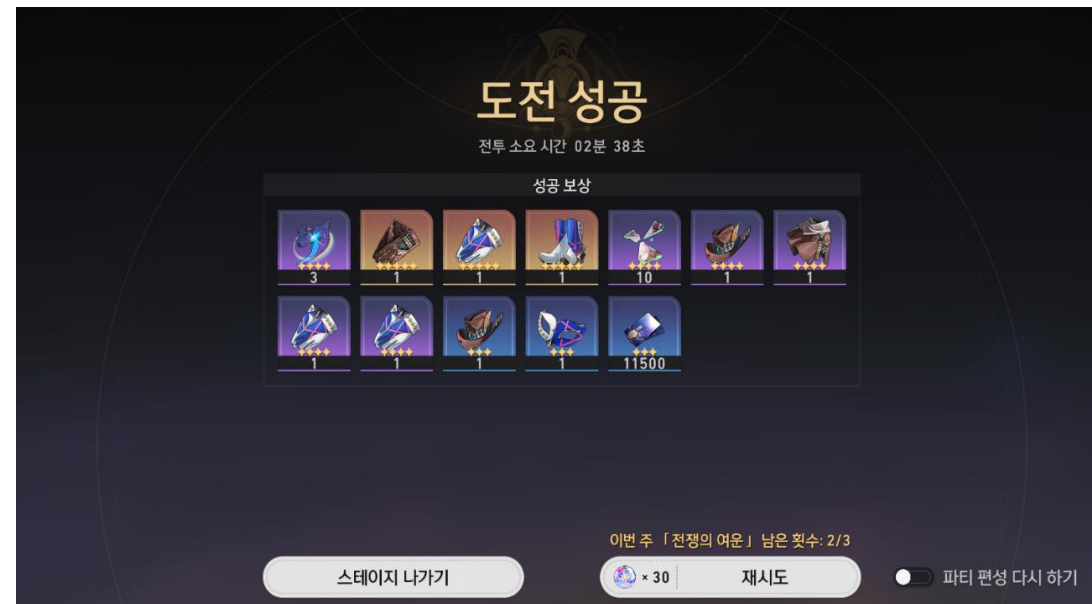 도전 성공
전투 소요 시간 02분 38초
성공 보상
3 1 1 1 10 1 1
1 1 1 1 11500
이번 주 「전쟁의 여운」 남은 횟수: 2/3
스테이지 나가기
× 30 재시도
파티 편성 다시 하기